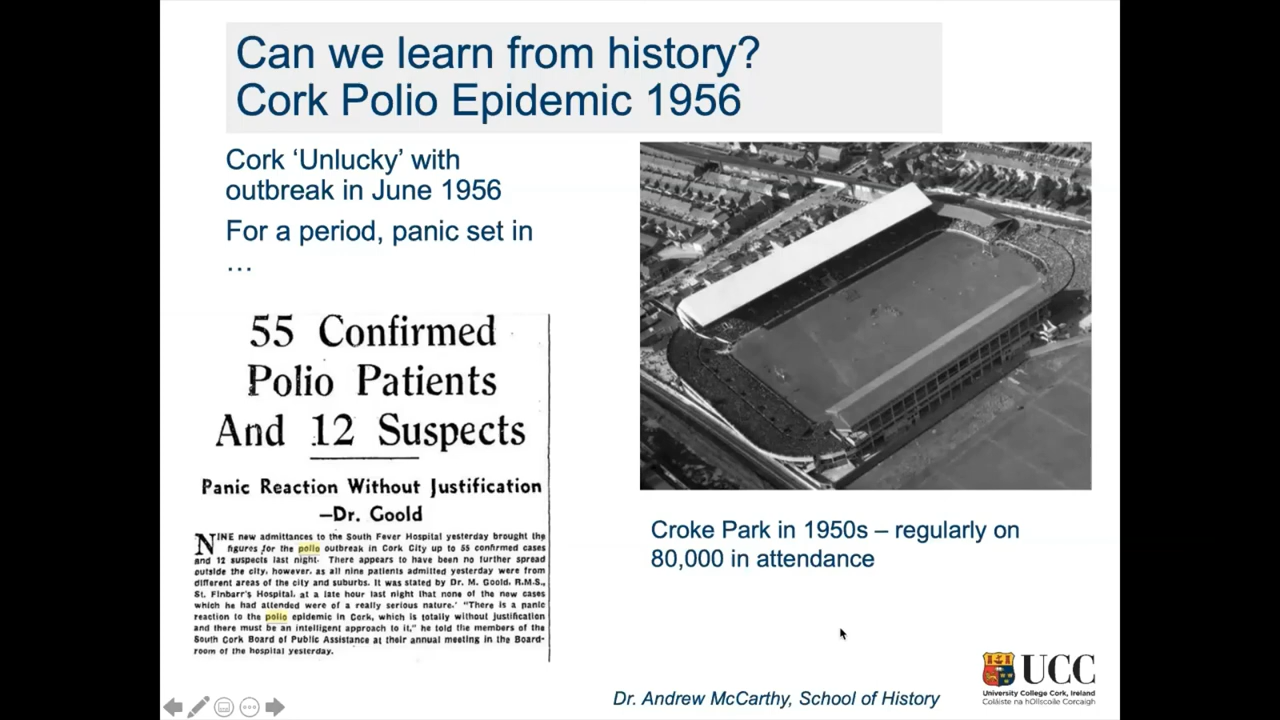 Can we learn from history?
Cork Polio Epidemic 1956
Cork ‘Unlucky’ with
outbreak in June 1956
For a period, panic set in
…
55 Confirmed
Polio Patients
And 12 Suspects
Panic Reaction Without Justification
—Dr. Goold
NINE new admittances to the South Fever Hospital yesterday brought the
figures for the polio outbreak in Cork City up to 55 confirmed cases
and 12 suspects last night. There appears to have been no further spread
outside the city, however, as all nine patients admitted yesterday were from
different areas of the city and suburbs. It was stated by Dr. M. Goold, R.M.S.,
St. Finbarr's Hospital, at a late hour last night that none of the new cases
which he had attended were of a really serious nature.' "There is a panic
reaction to the polio epidemic in Cork, which is totally without justification
and there must be an intelligent approach to it," he told the members of the
South Cork Board of Public Assistance at their annual meeting in the Board-
room of the hospital yesterday.
Croke Park in 1950s – regularly on
80,000 in attendance
Dr. Andrew McCarthy, School of History
UCC
University College Cork, Ireland
Coláiste na hOllscoile Corcaigh